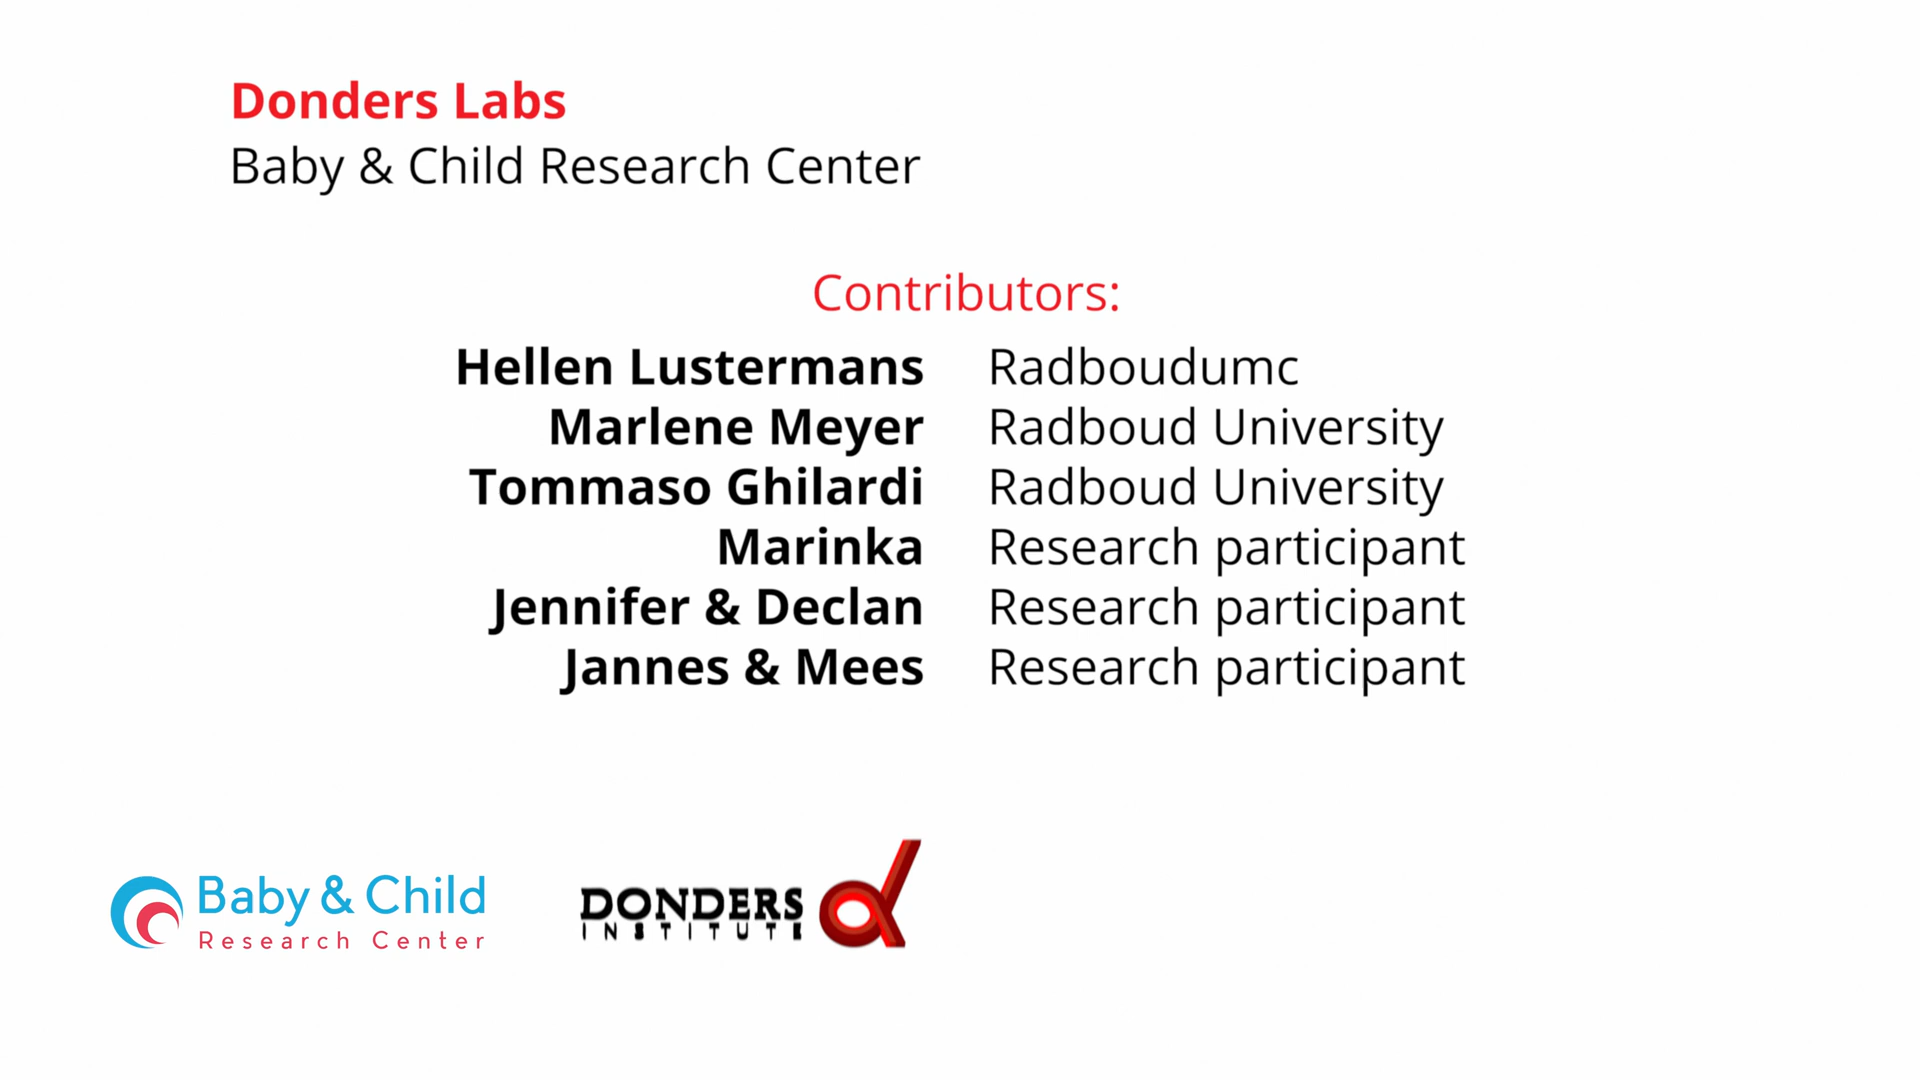 Donders Labs
Baby & Child Research Center
Contributors:
Hellen Lustermans Radboudumc
Marlene Meyer Radboud University
Tommaso Ghilardi Radboud University
Marinka Research participant
Jennifer & Declan Research participant
Jannes & Mees Research participant
Baby & Child
Research Center
DONDERS
INSTITUTE